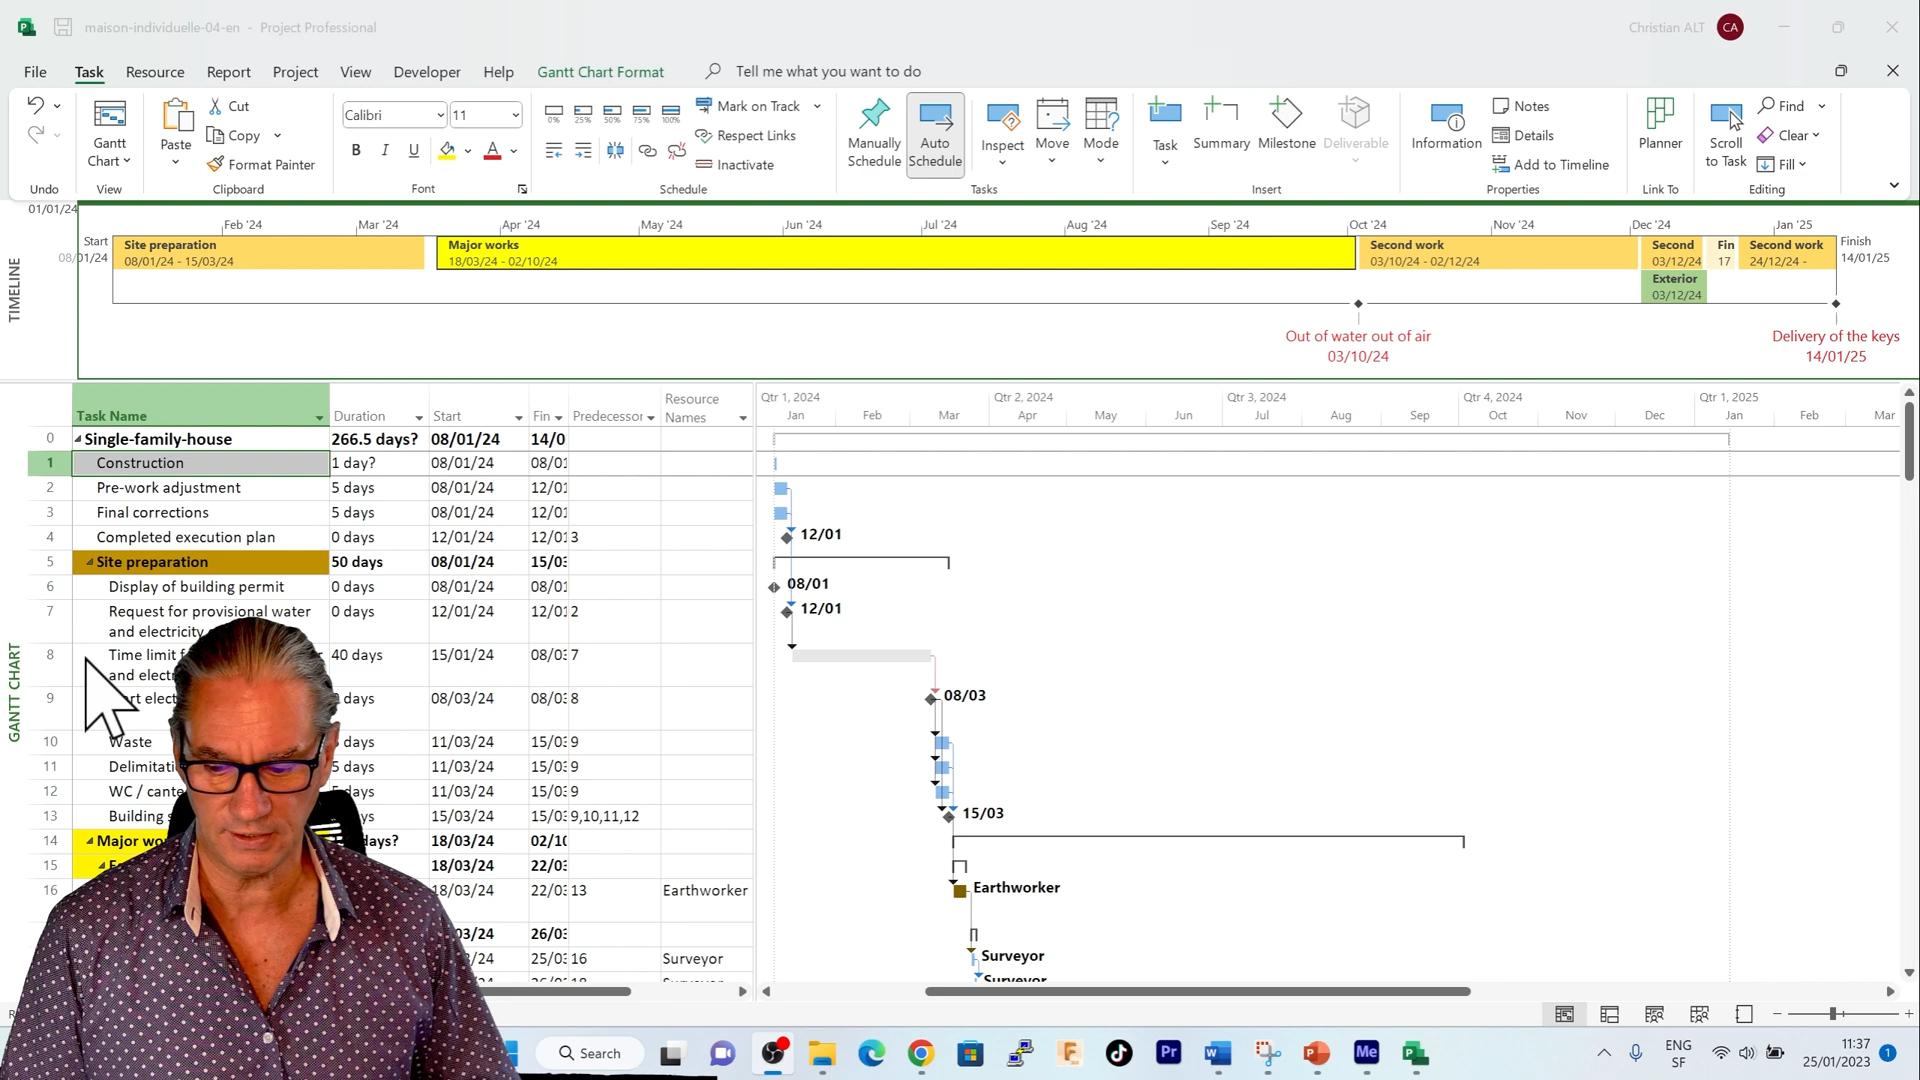 maison-individuelle-04-en - Project Professional
Christian ALT CA
File Task Resource Report Project View Developer Help Gantt Chart Format Tell me what you want to do
Gantt Chart
Paste
Cut
Copy
Format Painter
Calibri 11
B I U A
0% 25% 50% 75% 100%
Mark on Track
Respect Links
Inactivate
Manually Schedule
Auto Schedule
Inspect
Move
Mode
Task
Summary
Milestone
Deliverable
Information
Notes
Details
Add to Timeline
Planner
Scroll to Task
Find
Clear
Fill
Undo View Clipboard Font Schedule Tasks Insert Properties Link To Editing
TIMELINE
01/01/24
Feb '24 Mar '24 Apr '24 May '24 Jun '24 Jul '24 Aug '24 Sep '24 Oct '24 Nov '24 Dec '24 Jan '25
Start
08/01/24
Site preparation
08/01/24 - 15/03/24
Major works
18/03/24 - 02/10/24
Second work
03/10/24 - 02/12/24
Second
03/12/24
Fin
17
Second work
24/12/24 -
Finish
14/01/25
Exterior
03/12/24
Out of water out of air
03/10/24
Delivery of the keys
14/01/25
GANTT CHART
Task Name Duration Start Fin Predecessor Resource Names
Qtr 1, 2024 Qtr 2, 2024 Qtr 3, 2024 Qtr 4, 2024 Qtr 1, 2025
Jan Feb Mar Apr May Jun Jul Aug Sep Oct Nov Dec Jan Feb Mar
0 Single-family-house 266.5 days? 08/01/24 14/0
1 Construction 1 day? 08/01/24 08/01
2 Pre-work adjustment 5 days 08/01/24 12/01
3 Final corrections 5 days 08/01/24 12/01
4 Completed execution plan 0 days 12/01/24 12/01 3
12/01
5 Site preparation 50 days 08/01/24 15/03
6 Display of building permit 0 days 08/01/24 08/01
08/01
7 Request for provisional water and electricity 0 days 12/01/24 12/01 2
12/01
8 Time limit 40 days 15/01/24 08/03 7
9 days 08/03/24 08/03 8
08/03
10 Waste days 11/03/24 15/03 9
11 Delimitati 5 days 11/03/24 15/03 9
12 WC / cante 5 days 11/03/24 15/03 9
13 Building 15/03/24 15/03 9,10,11,12
15/03
14 Major wo days? 18/03/24 02/10
15 18/03/24 22/03
16 18/03/24 22/03 13 Earthworker
Earthworker
03/24 26/03
25/03 16 Surveyor
Surveyor
Surveyor
Search
ENG
SF
11:37
25/01/2023
1
Pr
Me